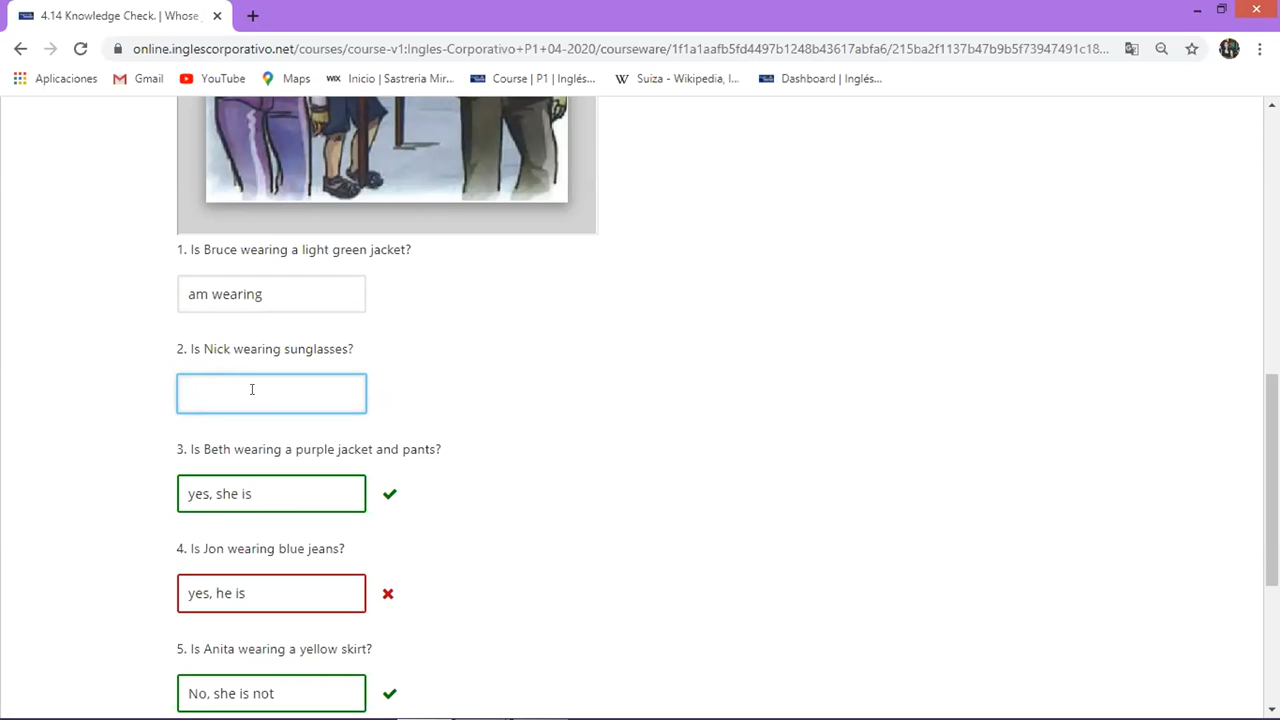 4.14 Knowledge Check. | Whose
online.inglescorporativo.net/courses/course-v1:Ingles-Corporativo+P1+04-2020/courseware/1f1a1aafb5fd4497b1248b43617abfa6/215ba2f1137b47b9b5f73947491c18...
Aplicaciones Gmail YouTube Maps WIX Inicio | Sastreria Mir... Course | P1 | Inglés... W Suiza - Wikipedia, l... Dashboard | Inglés...
1. Is Bruce wearing a light green jacket?
am wearing
2. Is Nick wearing sunglasses?
3. Is Beth wearing a purple jacket and pants?
yes, she is
4. Is Jon wearing blue jeans?
yes, he is
5. Is Anita wearing a yellow skirt?
No, she is not